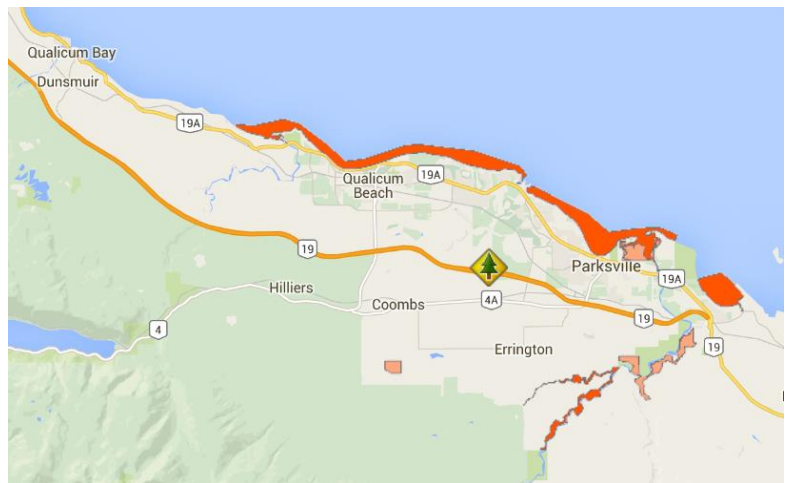 Qualicum Bay
Dunsmuir
19A
Qualicum
Beach
19A
19
Hilliers
Coombs
4A
Parksville
19A
4
19
Errington
19